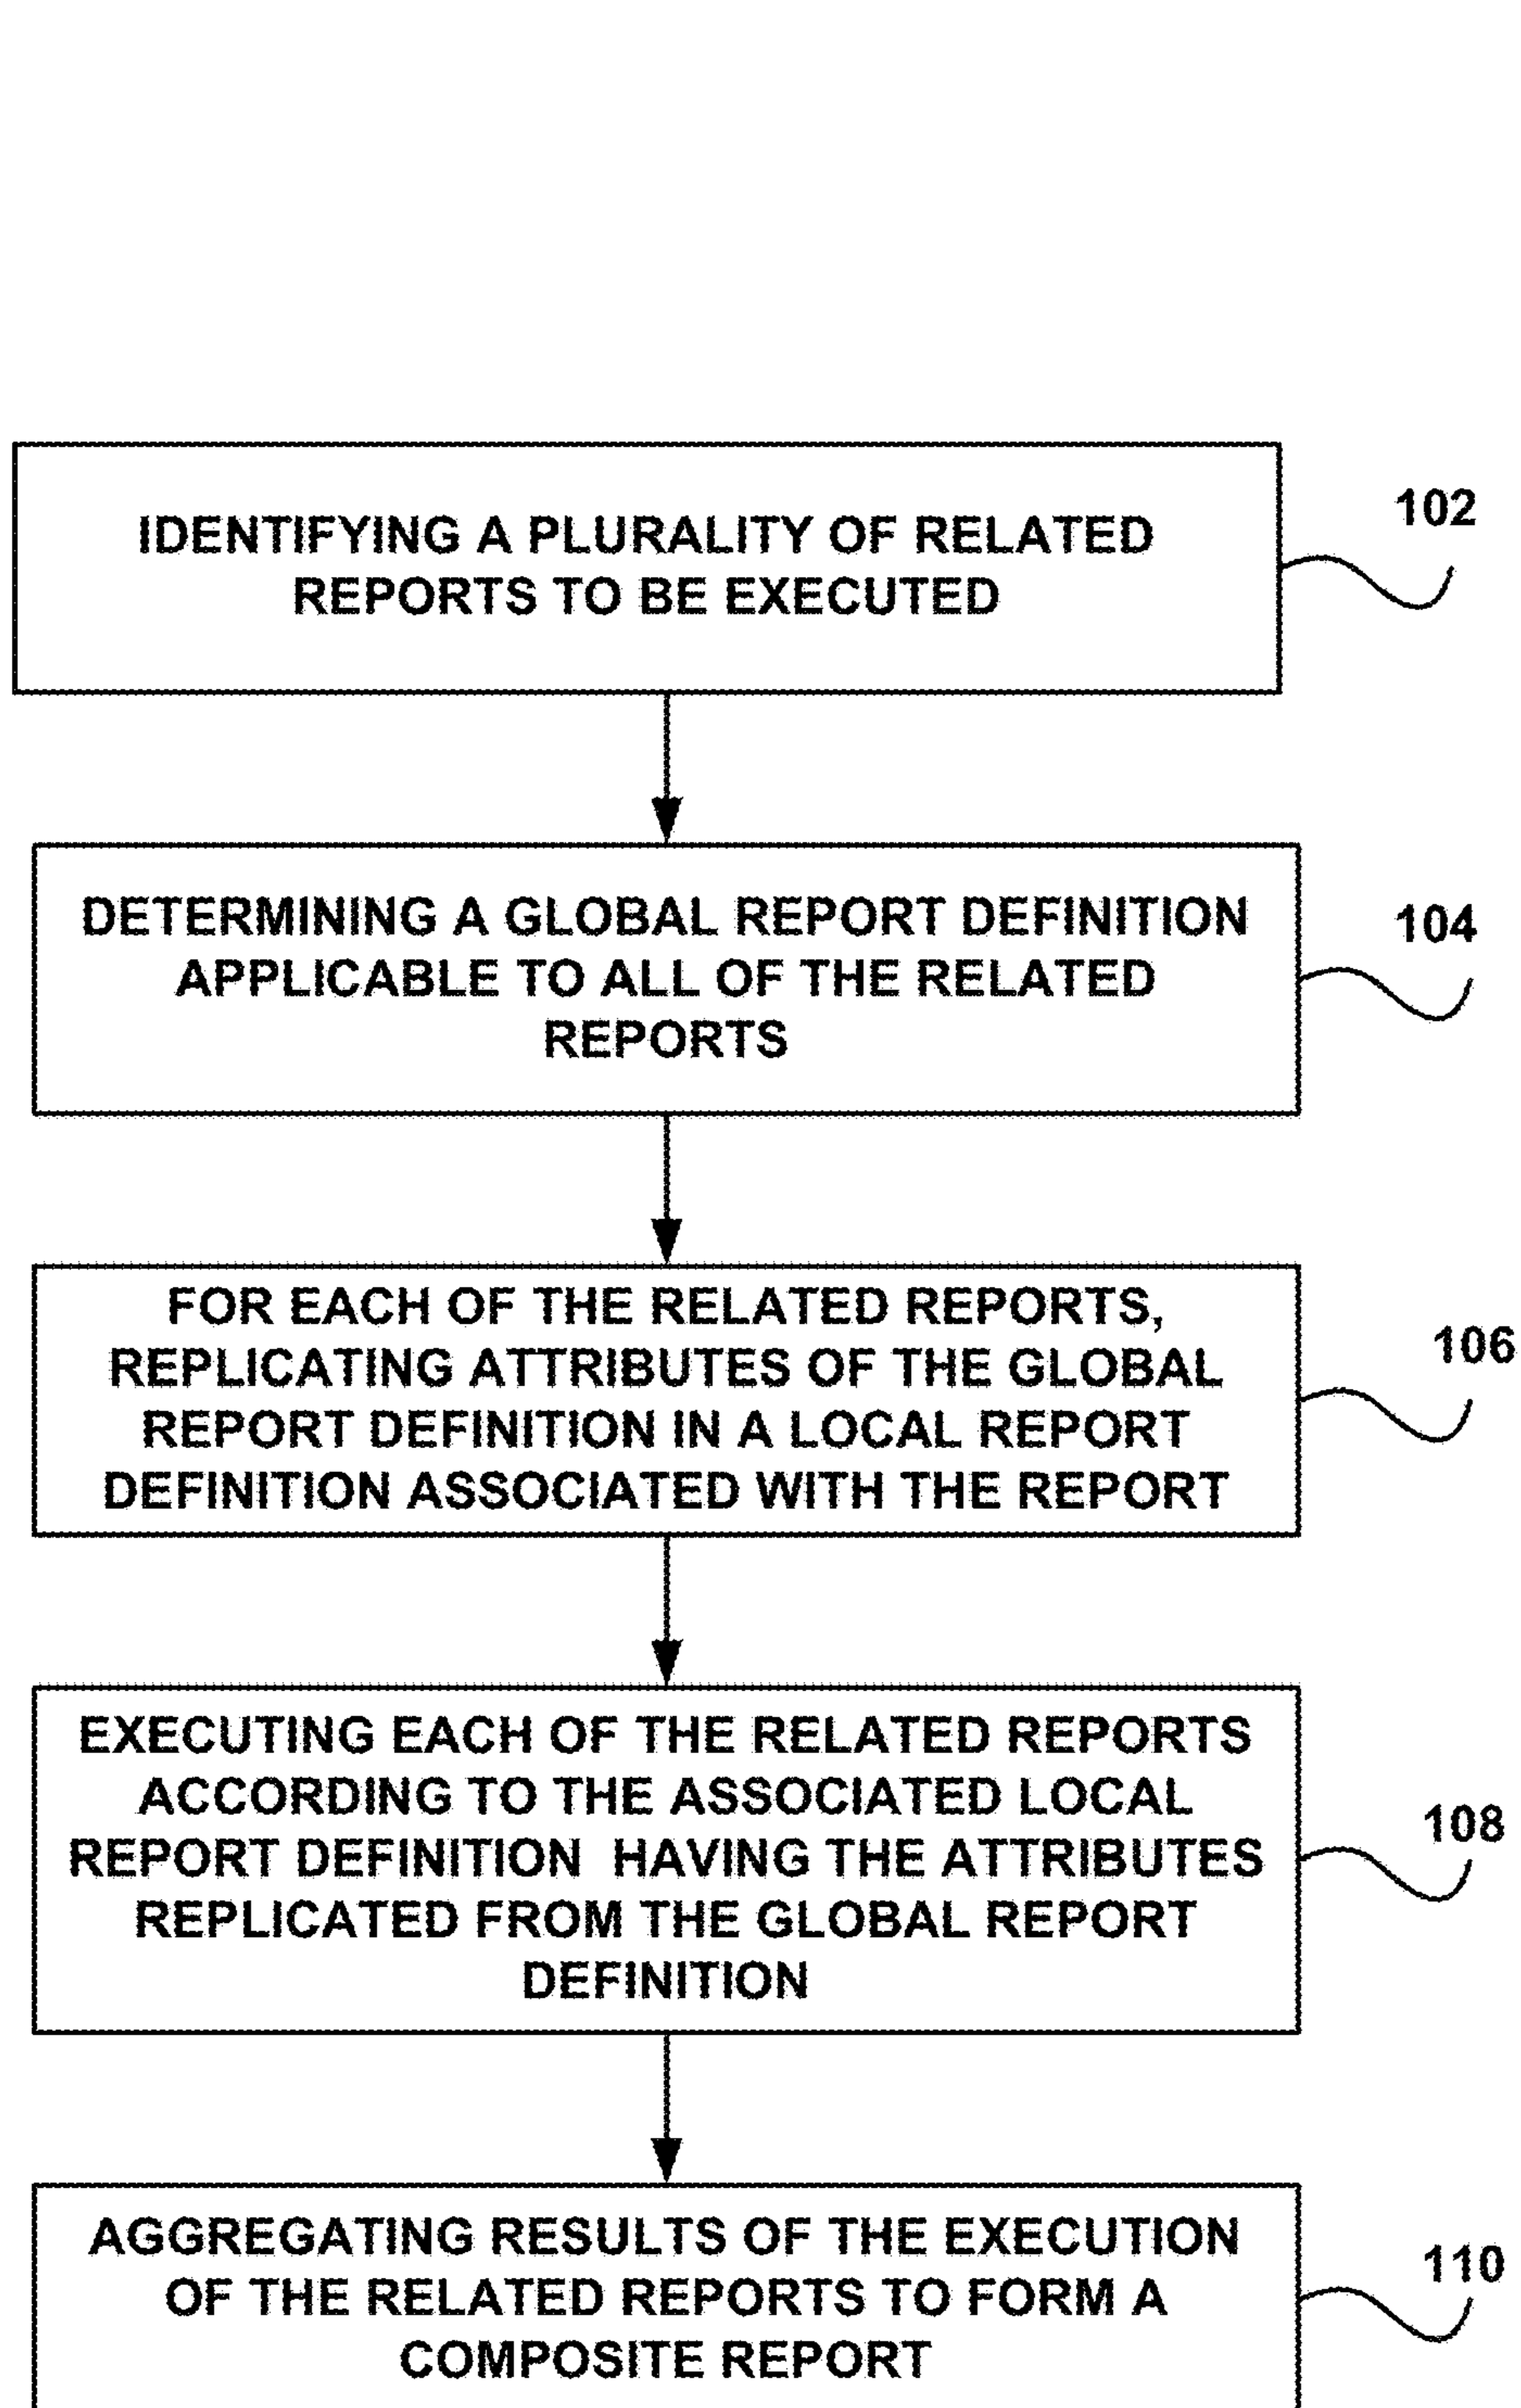 IDENTIFYING A PLURALITY OF RELATED
REPORTS TO BE EXECUTED
102
DETERMINING A GLOBAL REPORT DEFINITION
APPLICABLE TO ALL OF THE RELATED
REPORTS
104
FOR EACH OF THE RELATED REPORTS,
REPLICATING ATTRIBUTES OF THE GLOBAL
REPORT DEFINITION IN A LOCAL REPORT
DEFINITION ASSOCIATED WITH THE REPORT
106
EXECUTING EACH OF THE RELATED REPORTS
ACCORDING TO THE ASSOCIATED LOCAL
REPORT DEFINITION HAVING THE ATTRIBUTES
REPLICATED FROM THE GLOBAL REPORT
DEFINITION
108
AGGREGATING RESULTS OF THE EXECUTION
OF THE RELATED REPORTS TO FORM A
COMPOSITE REPORT
110